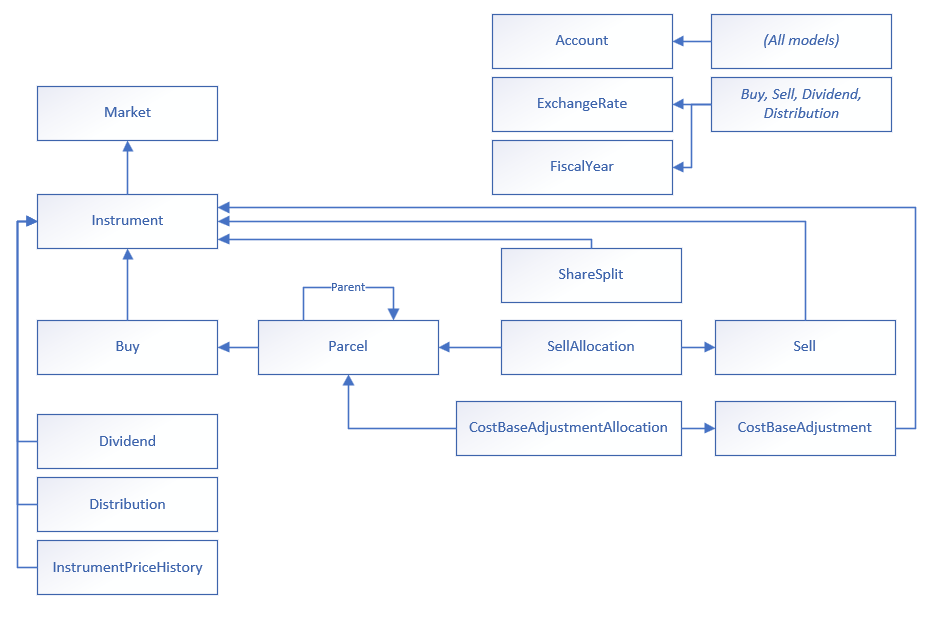 Account
(All models)
ExchangeRate
Buy, Sell, Dividend,
Distribution
Market
FiscalYear
Instrument
ShareSplit
Parent
Buy
Parcel
SellAllocation
Sell
CostBaseAdjustmentAllocation
CostBaseAdjustment
Dividend
Distribution
InstrumentPriceHistory